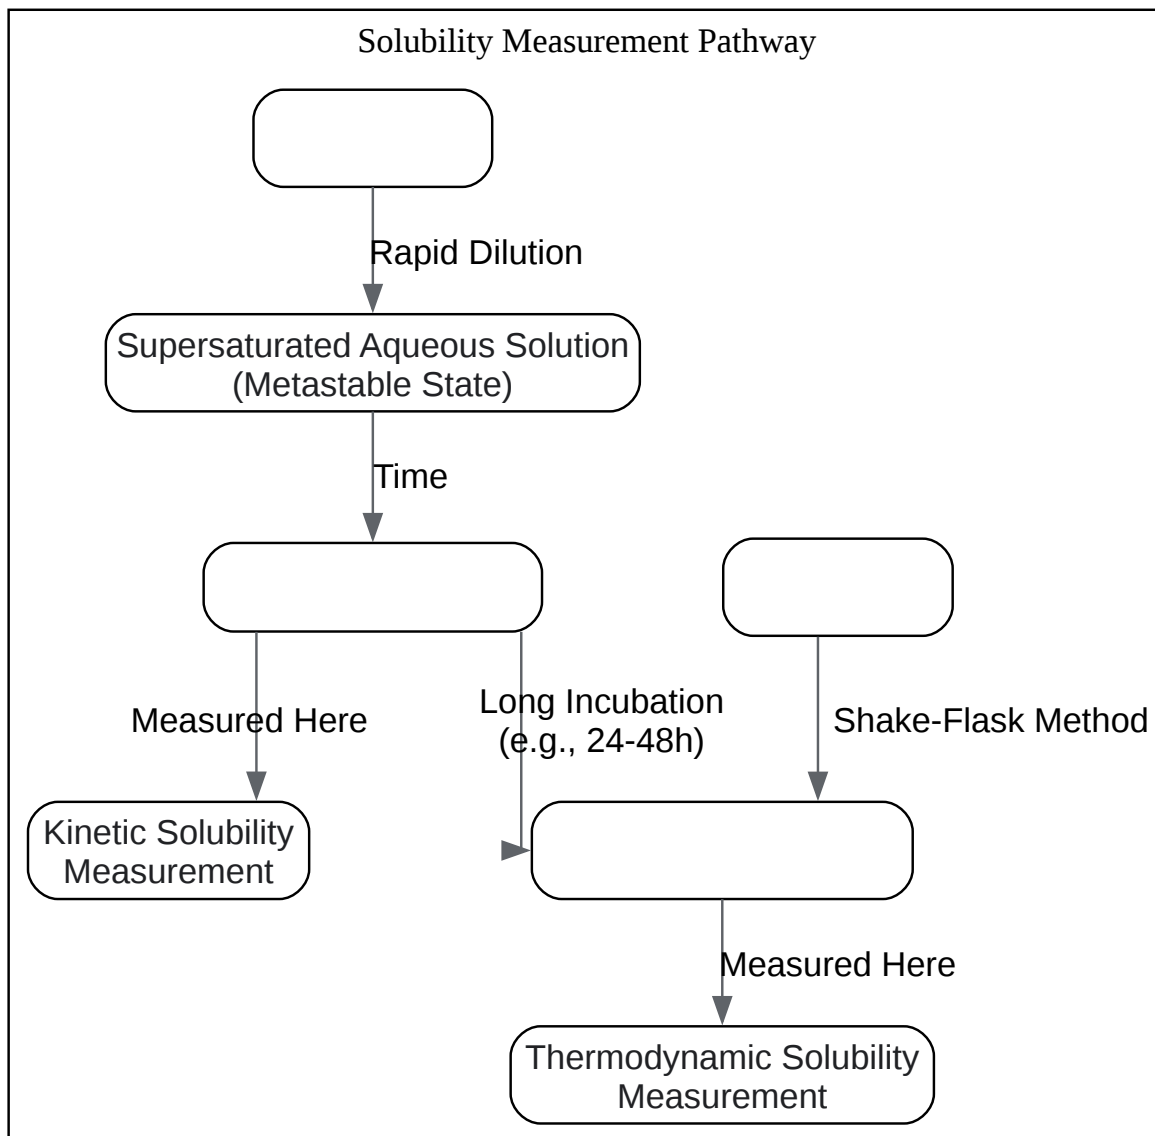 Solubility Measurement Pathway
Rapid Dilution
Supersaturated Aqueous Solution
(Metastable State)
Time
Measured Here
Long Incubation
(e.g., 24-48h)
Shake-Flask Method
Kinetic Solubility
Measurement
Measured Here
Thermodynamic Solubility
Measurement